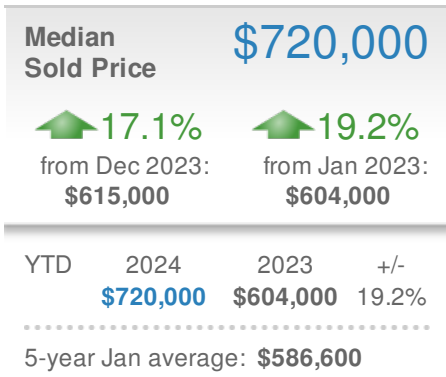 Median $720,000
Sold Price
17.1% 19.2%
from Dec 2023: from Jan 2023:
$615,000 $604,000
YTD 2024 2023 +/-
$720,000 $604,000 19.2%
5-year Jan average: $586,600